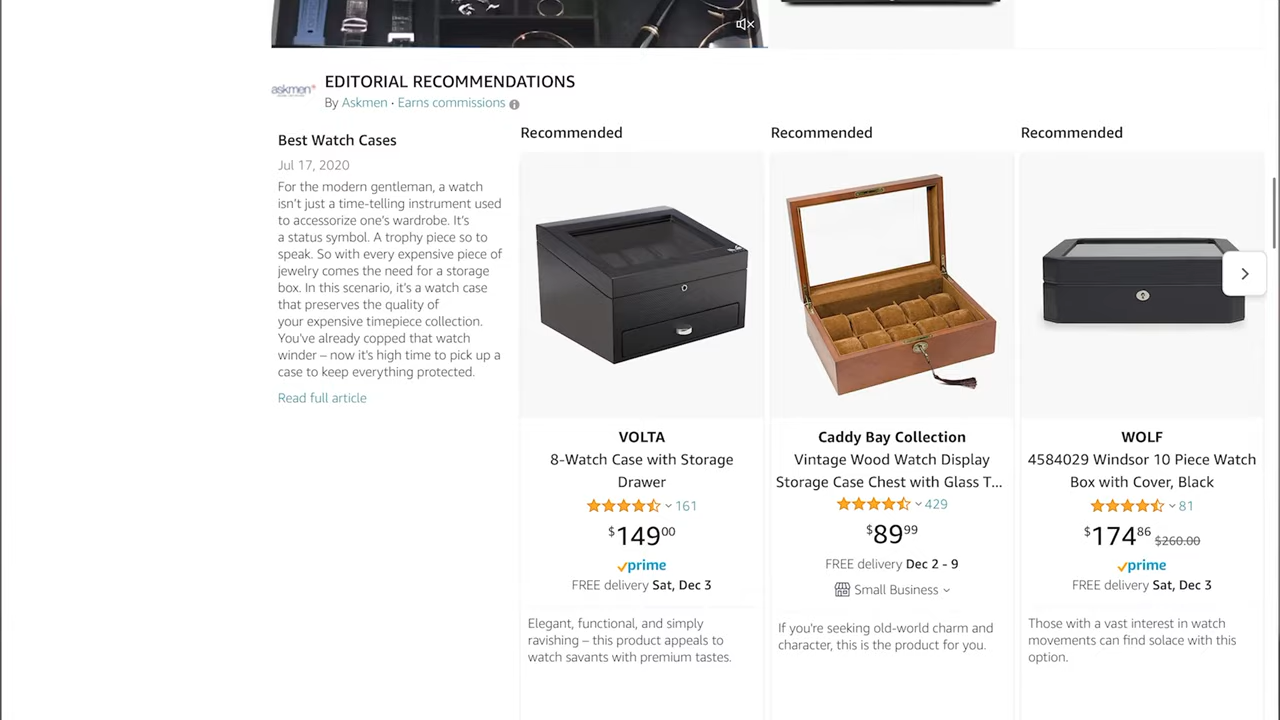 askmen
EDITORIAL RECOMMENDATIONS
By Askmen · Earns commissions
Best Watch Cases
Jul 17, 2020
For the modern gentleman, a watch
isn't just a time-telling instrument used
to accessorize one's wardrobe. It's
a status symbol. A trophy piece so to
speak. So with every expensive piece of
jewelry comes the need for a storage
box. In this scenario, it's a watch case
that preserves the quality of
your expensive timepiece collection.
You've already copped that watch
winder – now it's high time to pick up a
case to keep everything protected.
Read full article
Recommended
VOLTA
8-Watch Case with Storage
Drawer
161
$149.00
prime
FREE delivery Sat, Dec 3
Elegant, functional, and simply
ravishing – this product appeals to
watch savants with premium tastes.
Recommended
Caddy Bay Collection
Vintage Wood Watch Display
Storage Case Chest with Glass T...
429
$89.99
FREE delivery Dec 2 - 9
Small Business
If you're seeking old-world charm and
character, this is the product for you.
Recommended
WOLF
4584029 Windsor 10 Piece Watch
Box with Cover, Black
81
$174.86 $260.00
prime
FREE delivery Sat, Dec 3
Those with a vast interest in watch
movements can find solace with this
option.